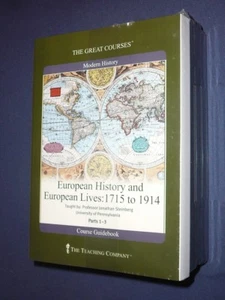 THE GREAT COURSES™
Modern History
European History and
European Lives: 1715 to 1914
Taught by: Professor Jonathan Steinberg
University of Pennsylvania
Parts 1–3
Course Guidebook
THE TEACHING COMPANY®